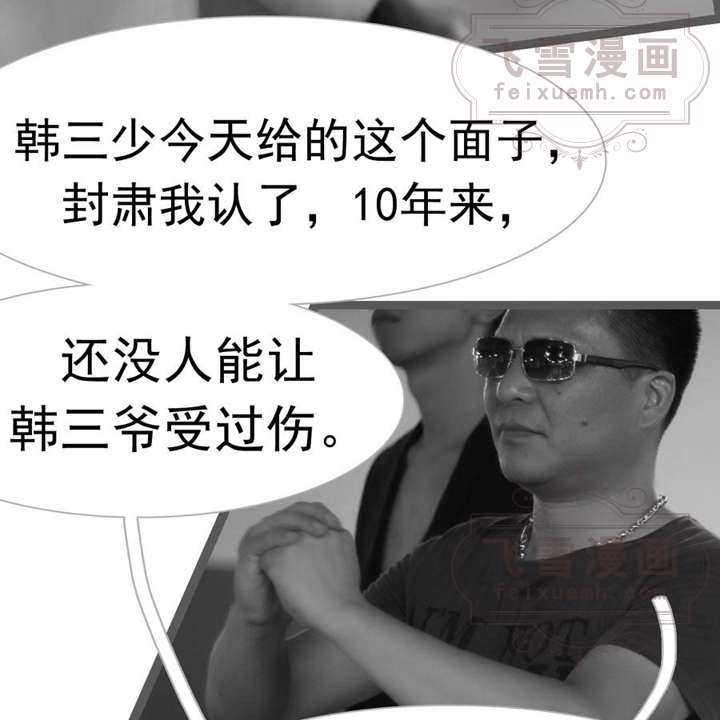 飞雪漫画
feixuemh.com
韩三少今天给的这个面子，
封肃我认了，10年来，
还没人能让
韩三爷受过伤。
飞雪漫画
feixuemh.com